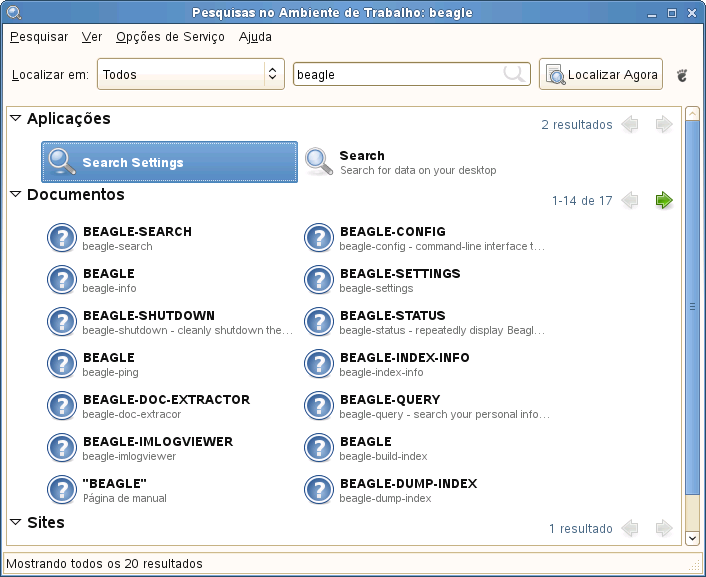 Pesquisas no Ambiente de Trabalho: beagle
Pesquisar Ver Opções de Serviço Ajuda
Localizar em: Todos beagle Localizar Agora
Aplicações
2 resultados
Search Settings
Search
Search for data on your desktop
Documentos
1-14 de 17
BEAGLE-SEARCH
beagle-search
BEAGLE-CONFIG
beagle-config - command-line interface t...
BEAGLE
beagle-info
BEAGLE-SETTINGS
beagle-settings
BEAGLE-SHUTDOWN
beagle-shutdown - cleanly shutdown the...
BEAGLE-STATUS
beagle-status - repeatedly display Beagl...
BEAGLE
beagle-ping
BEAGLE-INDEX-INFO
beagle-index-info
BEAGLE-DOC-EXTRACTOR
beagle-doc-extracor
BEAGLE-QUERY
beagle-query - search your personal info...
BEAGLE-IMLOGVIEWER
beagle-imlogviewer
BEAGLE
beagle-build-index
"BEAGLE"
Página de manual
BEAGLE-DUMP-INDEX
beagle-dump-index
Sites
1 resultado
Mostrando todos os 20 resultados